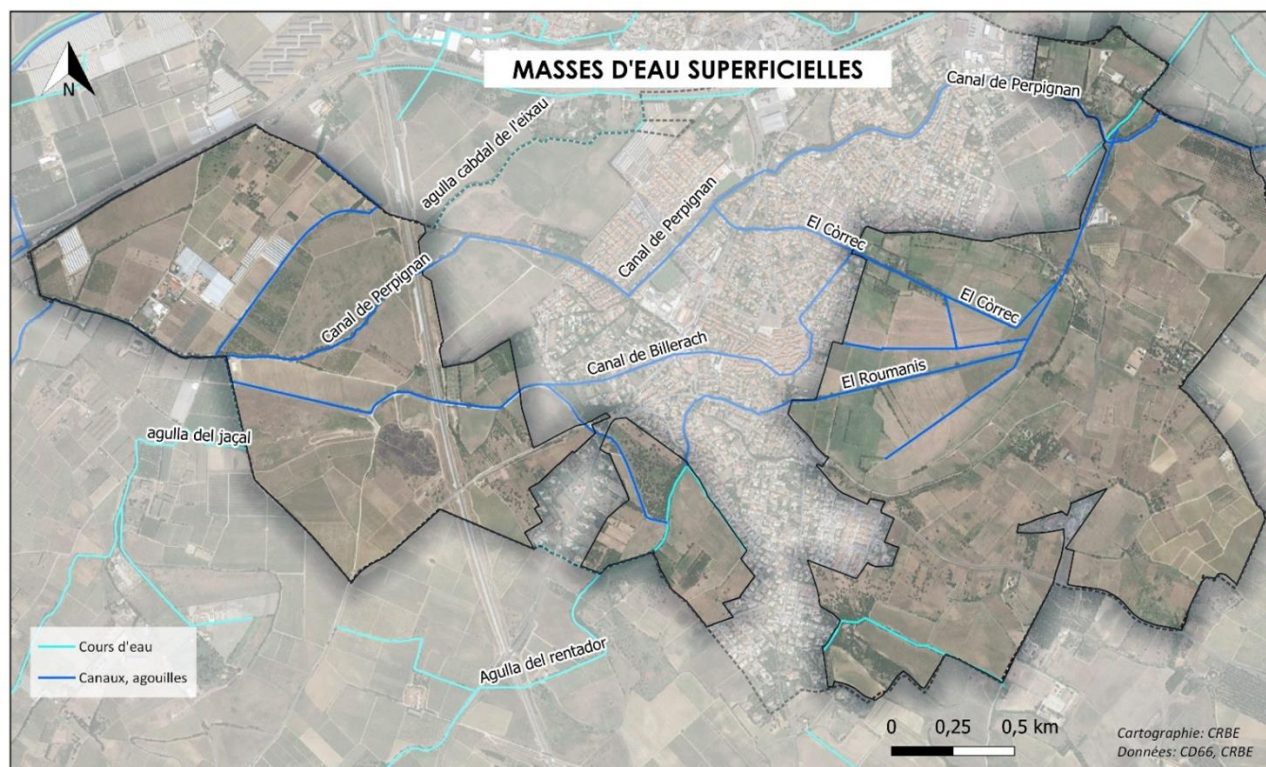 MASSES D'EAU SUPERFICIELLES
N
Canal de Perpignan
agulla cabdal de l'eixau
Canal de Perpignan
El Còrrec
Canal de Perpignan
El Còrrec
Canal de Billerach
El Roumanis
agulla del jaçal
Agulla del rentador
Cours d'eau
Canaux, agouilles
0 0,25 0,5 km
Cartographie: CRBE
Données: CD66, CRBE